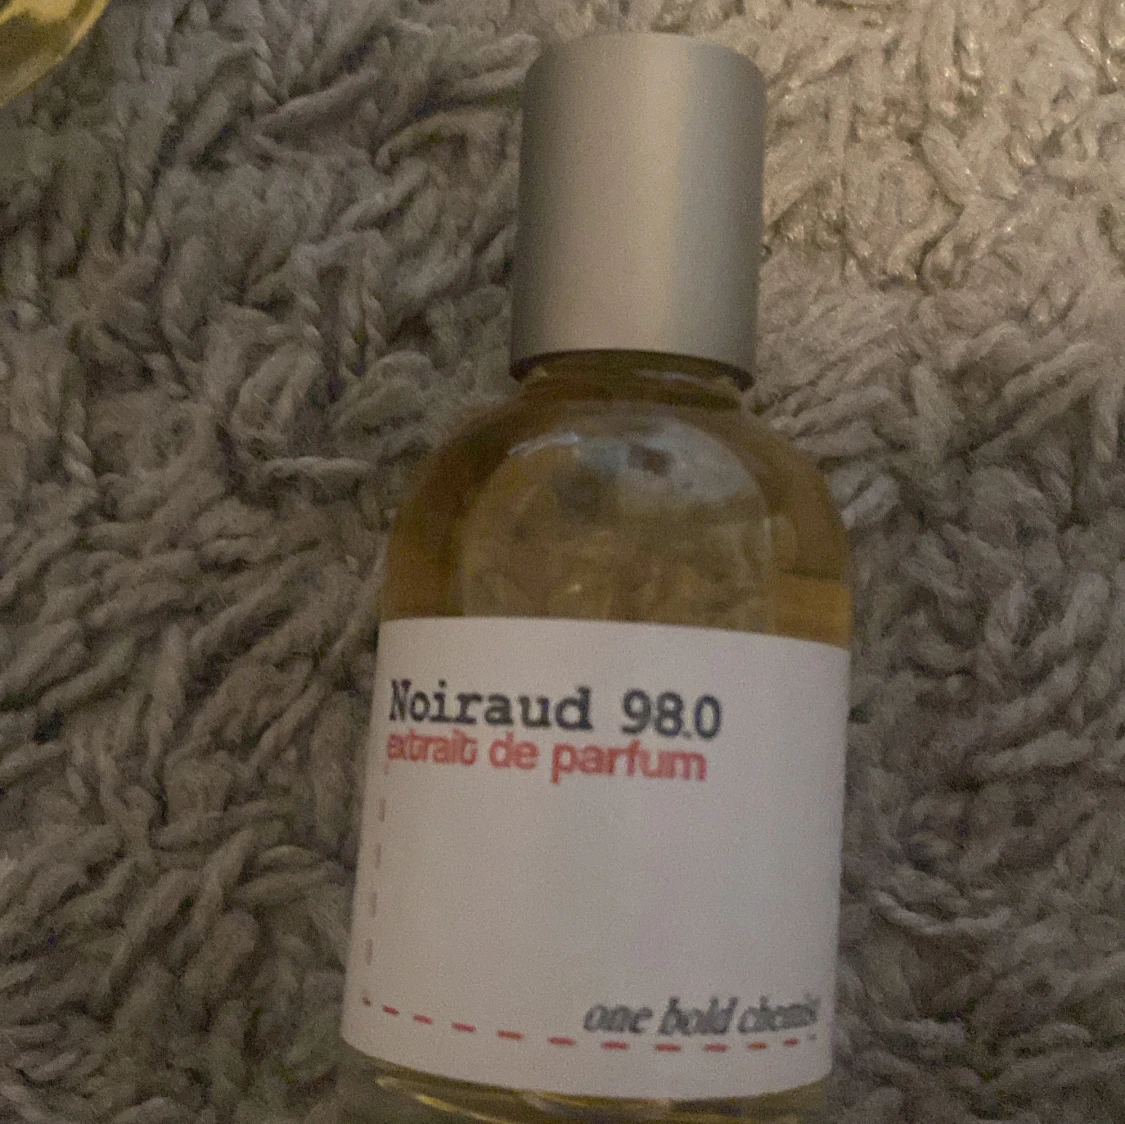 Noiraud 98.0
extrait de parfum
one bold chemist